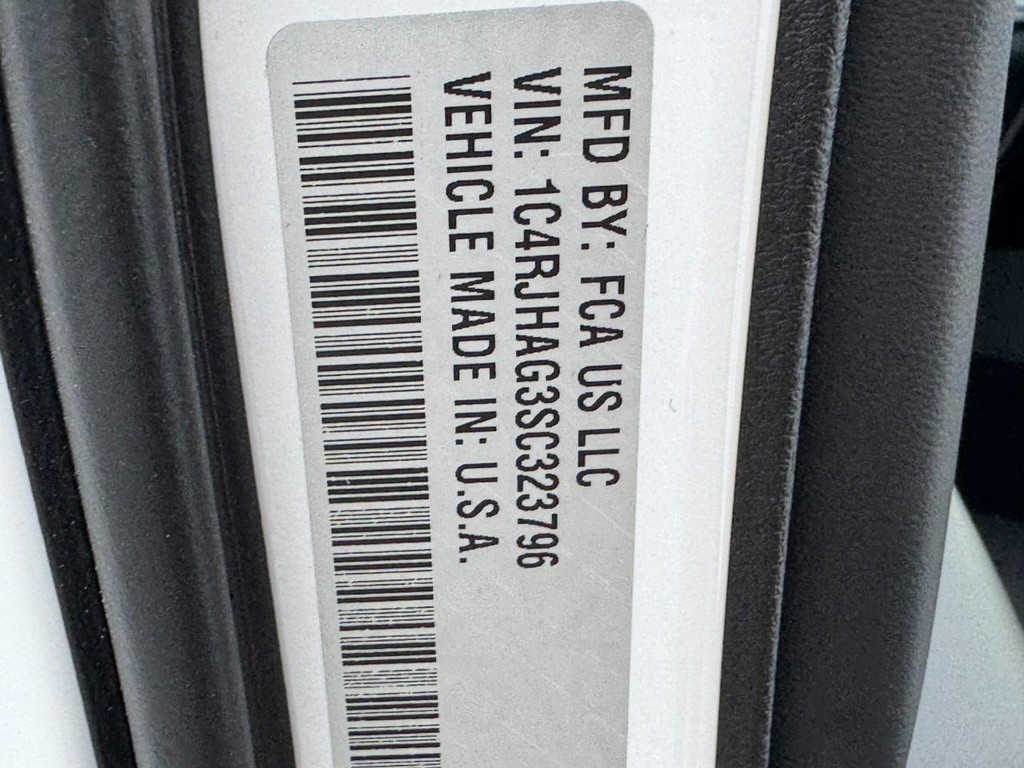 MFD BY: FCA US LLC
VIN: 1C4RJHAG3SC323796
VEHICLE MADE IN: U.S.A.